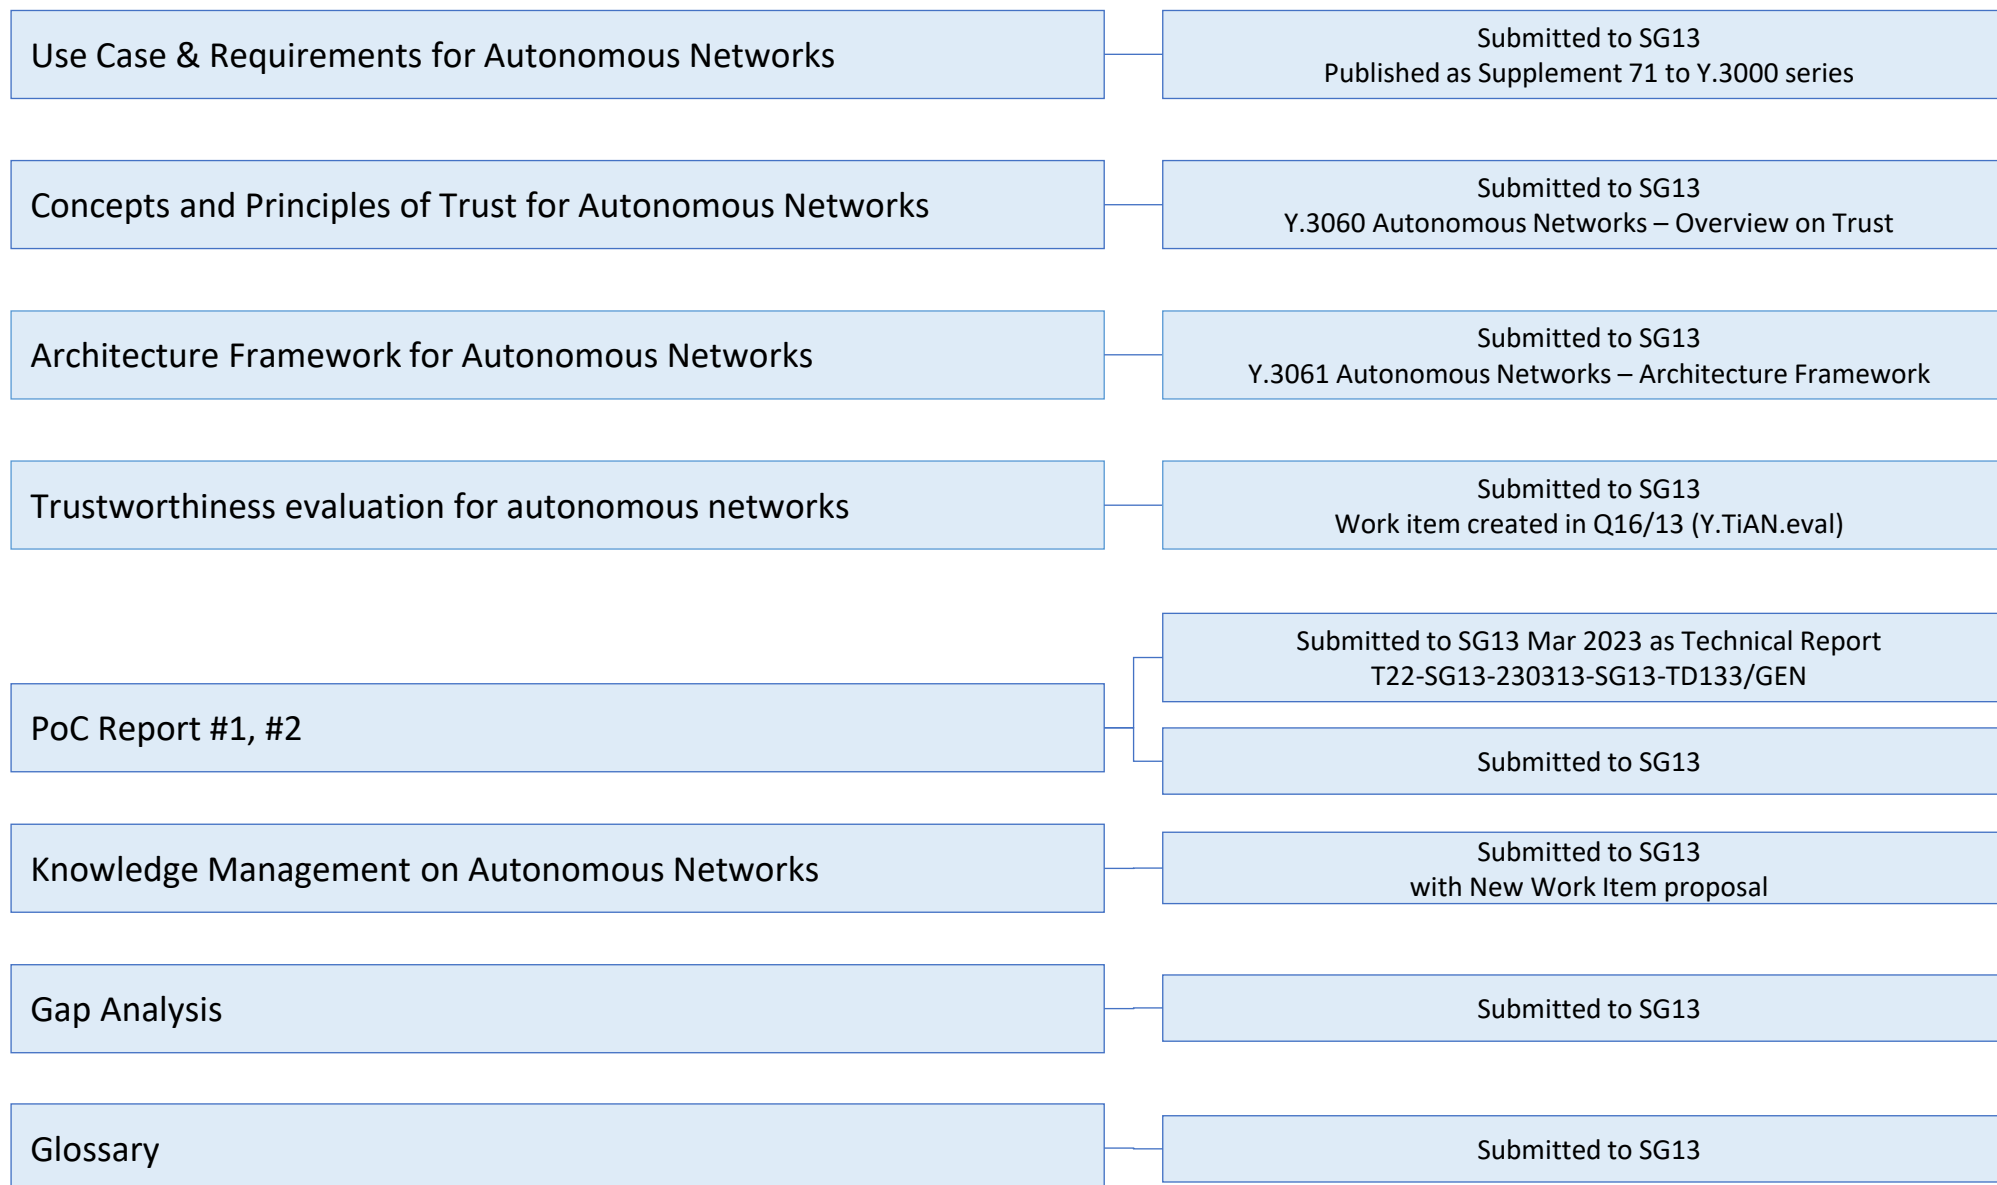 Use Case & Requirements for Autonomous Networks
Submitted to SG13
Published as Supplement 71 to Y.3000 series
Concepts and Principles of Trust for Autonomous Networks
Submitted to SG13
Y.3060 Autonomous Networks – Overview on Trust
Architecture Framework for Autonomous Networks
Submitted to SG13
Y.3061 Autonomous Networks – Architecture Framework
Trustworthiness evaluation for autonomous networks
Submitted to SG13
Work item created in Q16/13 (Y.TiAN.eval)
PoC Report #1, #2
Submitted to SG13 Mar 2023 as Technical Report
T22-SG13-230313-SG13-TD133/GEN
Submitted to SG13
Knowledge Management on Autonomous Networks
Submitted to SG13
with New Work Item proposal
Gap Analysis
Submitted to SG13
Glossary
Submitted to SG13